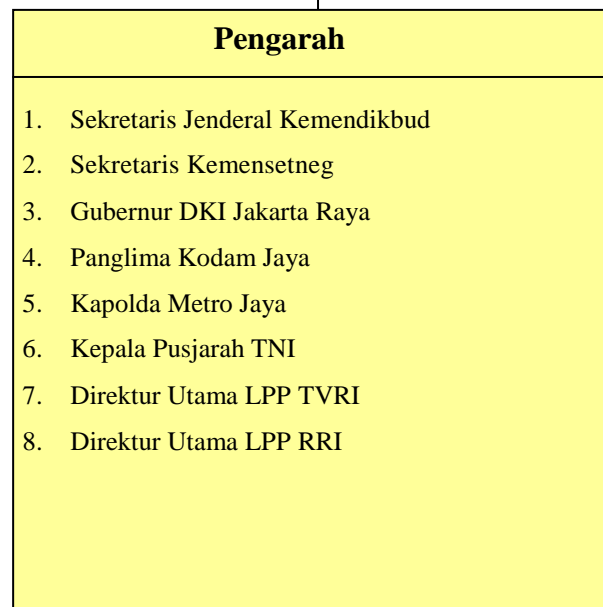 Pengarah
1. Sekretaris Jenderal Kemendikbud
2. Sekretaris Kemensetneg
3. Gubernur DKI Jakarta Raya
4. Panglima Kodam Jaya
5. Kapolda Metro Jaya
6. Kepala Pusjarah TNI
7. Direktur Utama LPP TVRI
8. Direktur Utama LPP RRI